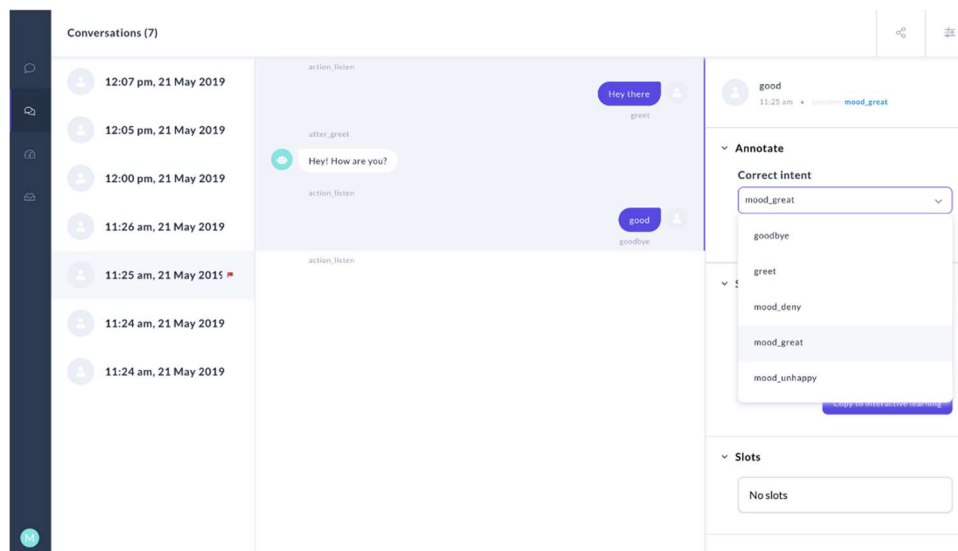 Conversations (7)
12:07 pm, 21 May 2019
12:05 pm, 21 May 2019
12:00 pm, 21 May 2019
11:26 am, 21 May 2019
11:25 am, 21 May 2019
11:24 am, 21 May 2019
11:24 am, 21 May 2019
M
action_listen
Hey there
greet
utter_greet
Hey! How are you?
action_listen
good
goodbye
action_listen
good
11:25 am • mood_great
Annotate
Correct intent
mood_great
goodbye
greet
mood_deny
mood_great
mood_unhappy
S
Copy to interactive learning
Slots
No slots